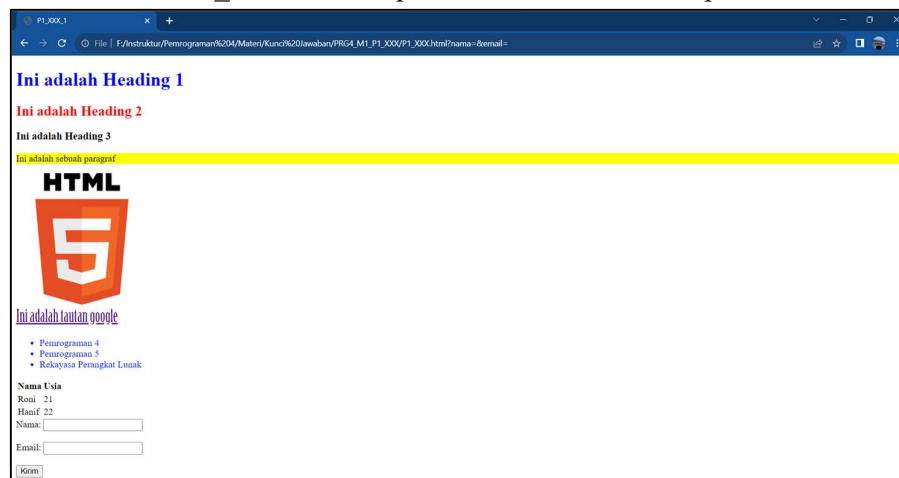 P1_XXX_1
File F:/Instruktur/Pemrograman%204/Materi/Kunci%20Jawaban/PRG4_M1_P1_XXX/P1_XXX.html?nama=&email=
Ini adalah Heading 1
Ini adalah Heading 2
Ini adalah Heading 3
Ini adalah sebuah paragraf
HTML
5
Ini adalah tautan google
• Pemrograman 4
• Pemrograman 5
• Rekayasa Perangkat Lunak
Nama Usia
Roni 21
Hanif 22
Nama:
Email:
Kirim